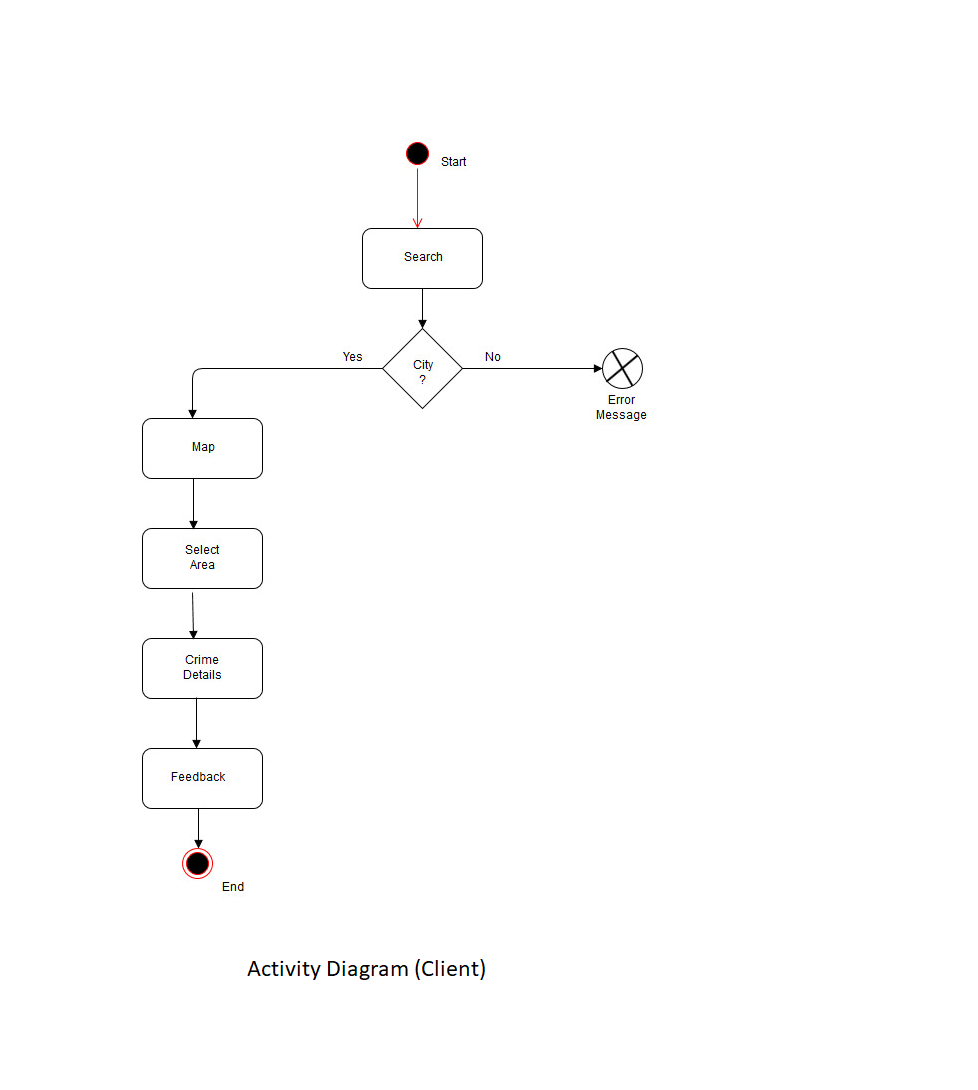 Start
Search
Yes
No
City
?
Error
Message
Map
Select
Area
Crime
Details
Feedback
End
Activity Diagram (Client)